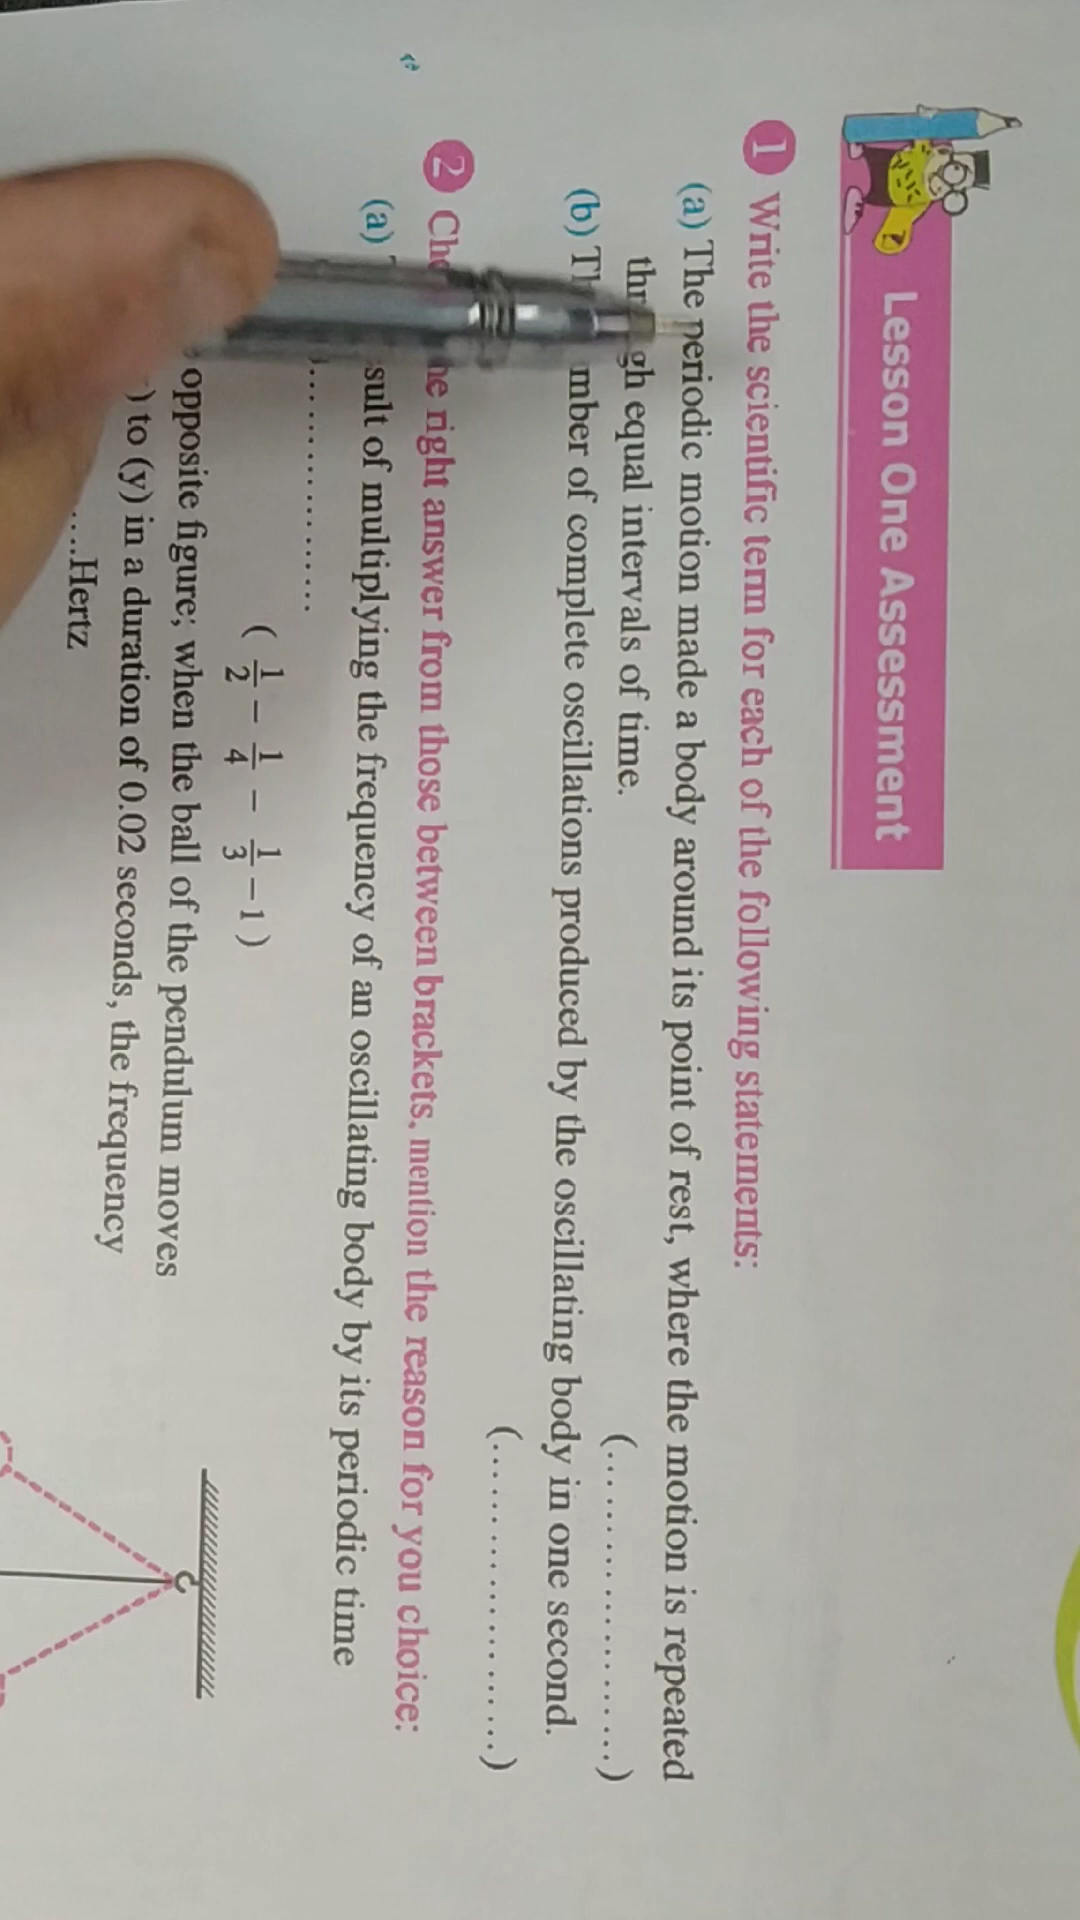 Lesson One Assessment
1 Write the scientific term for each of the following statements:
(a) The periodic motion made a body around its point of rest, where the motion is repeated
gh equal intervals of time.
(....................)
(b) mber of complete oscillations produced by the oscillating body in one second.
(....................)
2 he right answer from those between brackets, mention the reason for you choice:
(a) sult of multiplying the frequency of an oscillating body by its periodic time
................
( 1/2 - 1/4 - 1/3 - 1 )
opposite figure; when the ball of the pendulum moves
) to (y) in a duration of 0.02 seconds, the frequency
....Hertz